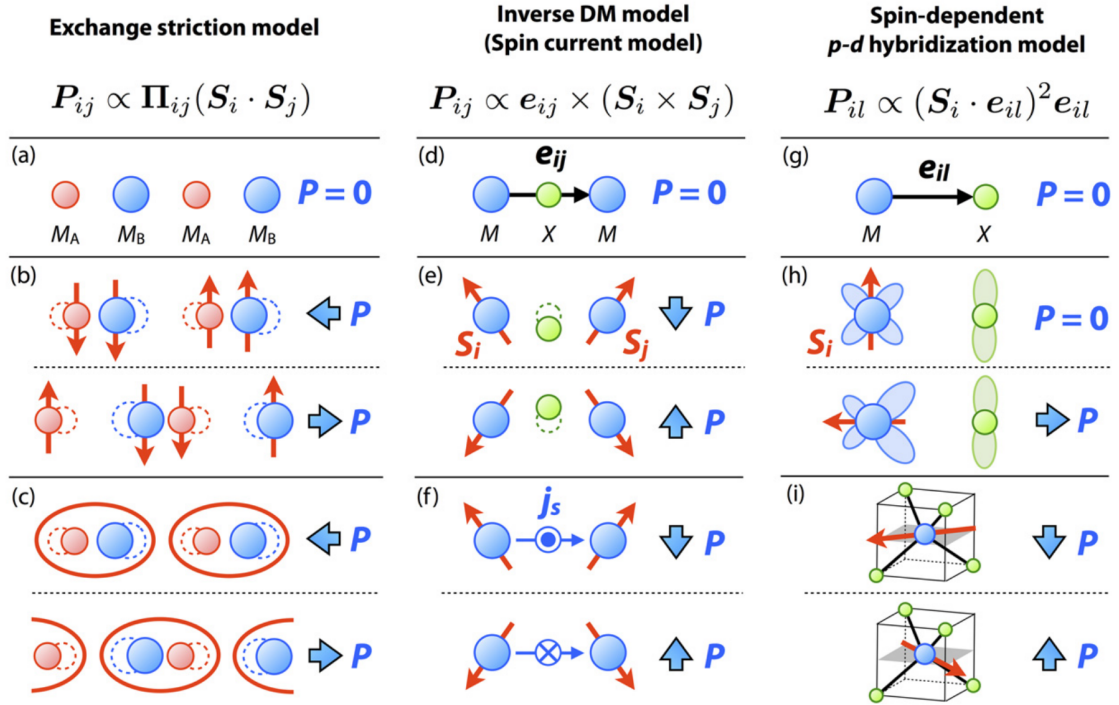 Exchange striction model
P_ij ∝ Π_ij(S_i · S_j)
(a)
P = 0
M_A M_B M_A M_B
(b)
P
P
(c)
P
P
Inverse DM model
(Spin current model)
P_ij ∝ e_ij × (S_i × S_j)
(d)
e_ij
P = 0
M X M
(e)
S_i S_j
P
P
(f)
j_s
P
P
Spin-dependent
p-d hybridization model
P_il ∝ (S_i · e_il)²e_il
(g)
e_il
P = 0
M X
(h)
S_i
P = 0
P
(i)
P
P